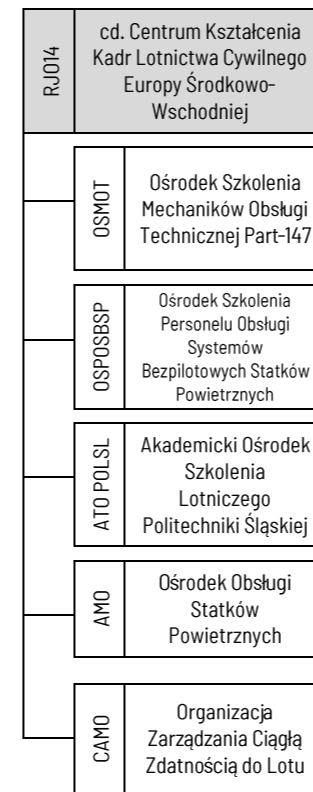 RJO14
cd. Centrum Kształcenia
Kadr Lotnictwa Cywilnego
Europy Środkowo-
Wschodniej
OSMOT
Ośrodek Szkolenia
Mechaników Obsługi
Technicznej Part-147
OSPOSBSP
Ośrodek Szkolenia
Personelu Obsługi
Systemów
Bezpilotowych Statków
Powietrznych
ATO POLSL
Akademicki Ośrodek
Szkolenia
Lotniczego
Politechniki Śląskiej
AMO
Ośrodek Obsługi
Statków
Powietrznych
CAMO
Organizacja
Zarządzania Ciągłą
Zdatnością do Lotu